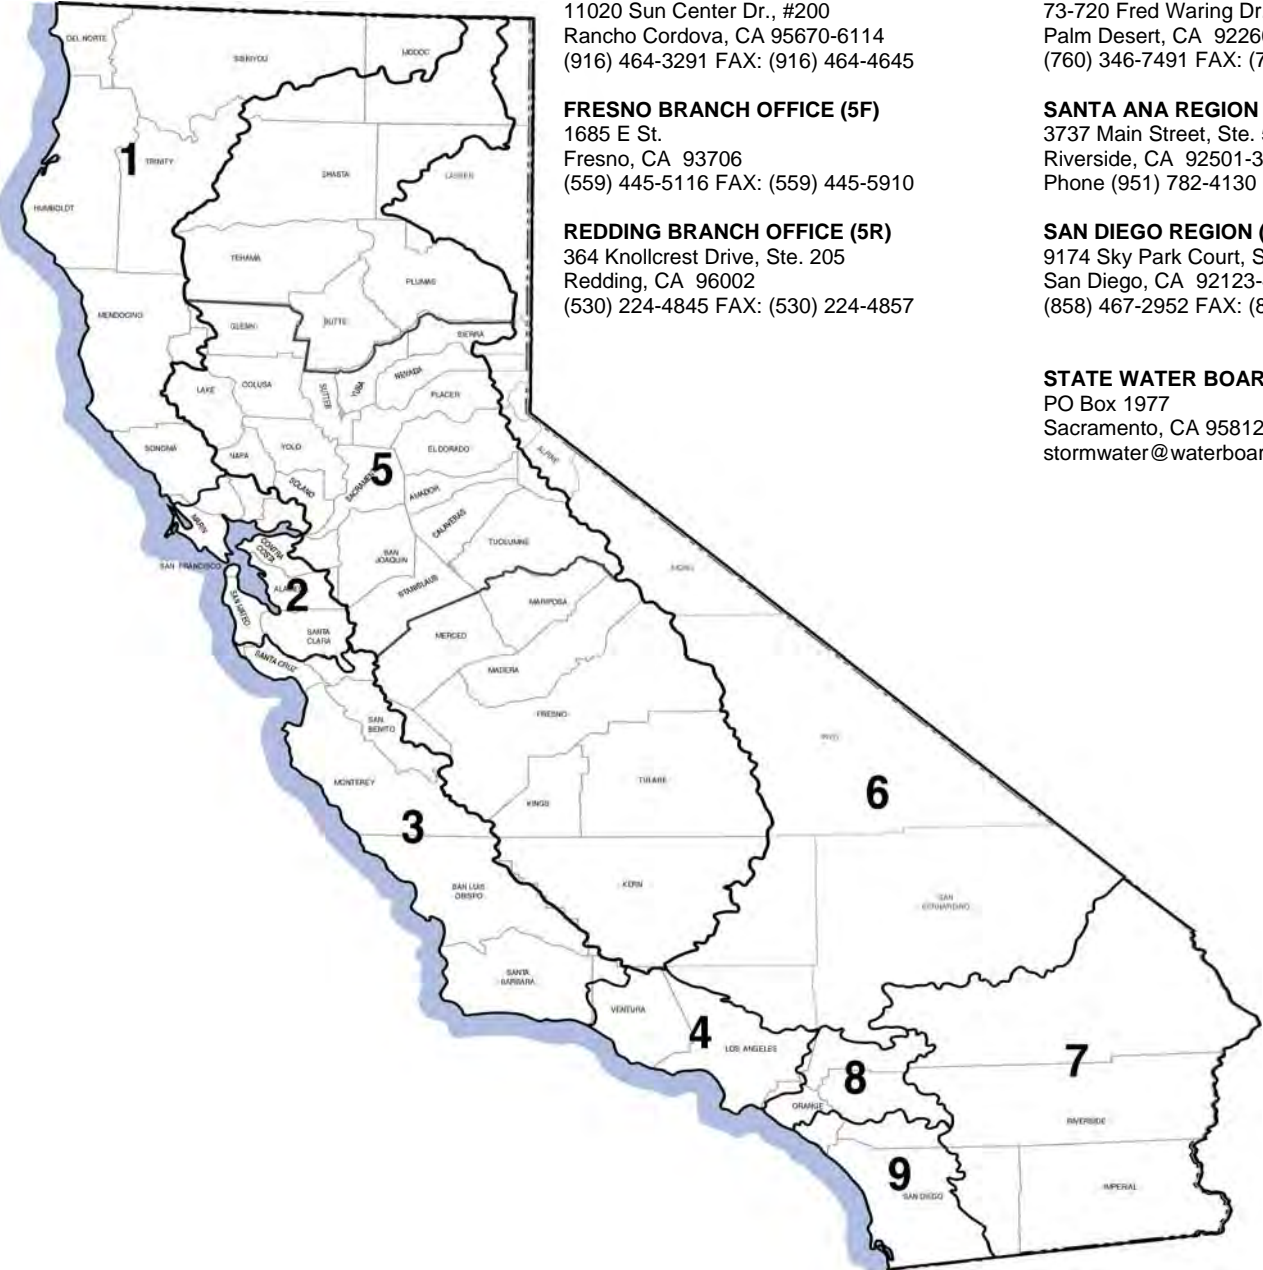 11020 Sun Center Dr., #200
Rancho Cordova, CA 95670-6114
(916) 464-3291 FAX: (916) 464-4645
FRESNO BRANCH OFFICE (5F)
1685 E St.
Fresno, CA  93706
(559) 445-5116 FAX: (559) 445-5910
REDDING BRANCH OFFICE (5R)
364 Knollcrest Drive, Ste. 205
Redding, CA  96002
(530) 224-4845 FAX: (530) 224-4857
73-720 Fred Waring Dr
Palm Desert, CA  9226
(760) 346-7491 FAX: (7
SANTA ANA REGION
3737 Main Street, Ste.
Riverside, CA  92501-3
Phone (951) 782-4130
SAN DIEGO REGION (
9174 Sky Park Court, S
San Diego, CA  92123-
(858) 467-2952 FAX: (8
STATE WATER BOAR
PO Box 1977
Sacramento, CA 95812
stormwater@waterboar
DEL NORTE
SISKIYOU
MODOC
1
TRINITY
SHASTA
LASSEN
HUMBOLDT
TEHAMA
PLUMAS
MENDOCINO
GLENN
BUTTE
SIERRA
LAKE
COLUSA
SUTTER
YUBA
NEVADA
PLACER
SONOMA
NAPA
YOLO
SOLANO
5
SACRAMENTO
EL DORADO
ALPINE
AMADOR
CALAVERAS
TUOLUMNE
MARIN
CONTRA
COSTA
SAN
JOAQUIN
SAN FRANCISCO
STANISLAUS
MONO
2
SAN MATEO
SANTA
CLARA
MARIPOSA
MERCED
SANTA CRUZ
MADERA
SAN
BENITO
FRESNO
INYO
MONTEREY
KINGS
TULARE
6
3
SAN LUIS
OBISPO
KERN
SAN
BERNARDINO
SANTA
BARBARA
VENTURA
4
LOS ANGELES
8
7
ORANGE
RIVERSIDE
9
SAN DIEGO
IMPERIAL